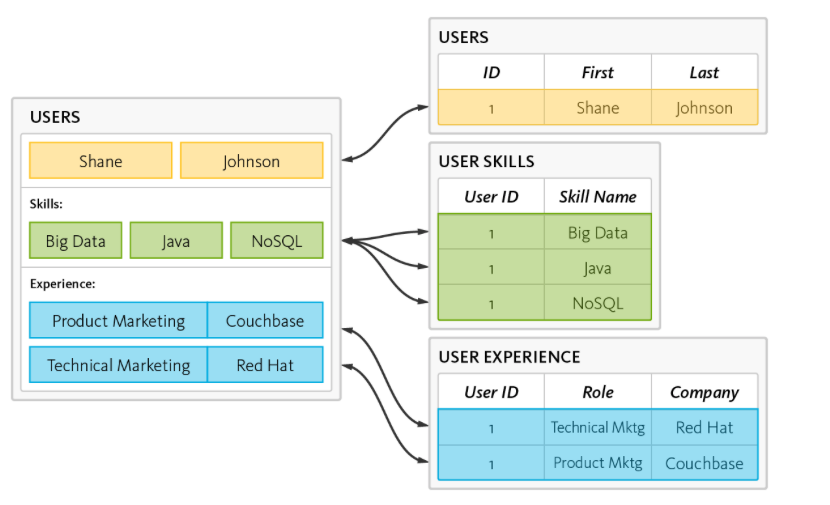 USERS
Shane Johnson
Skills:
Big Data Java NoSQL
Experience:
Product Marketing Couchbase
Technical Marketing Red Hat
USERS
ID First Last
1 Shane Johnson
USER SKILLS
User ID Skill Name
1 Big Data
1 Java
1 NoSQL
USER EXPERIENCE
User ID Role Company
1 Technical Mktg Red Hat
1 Product Mktg Couchbase